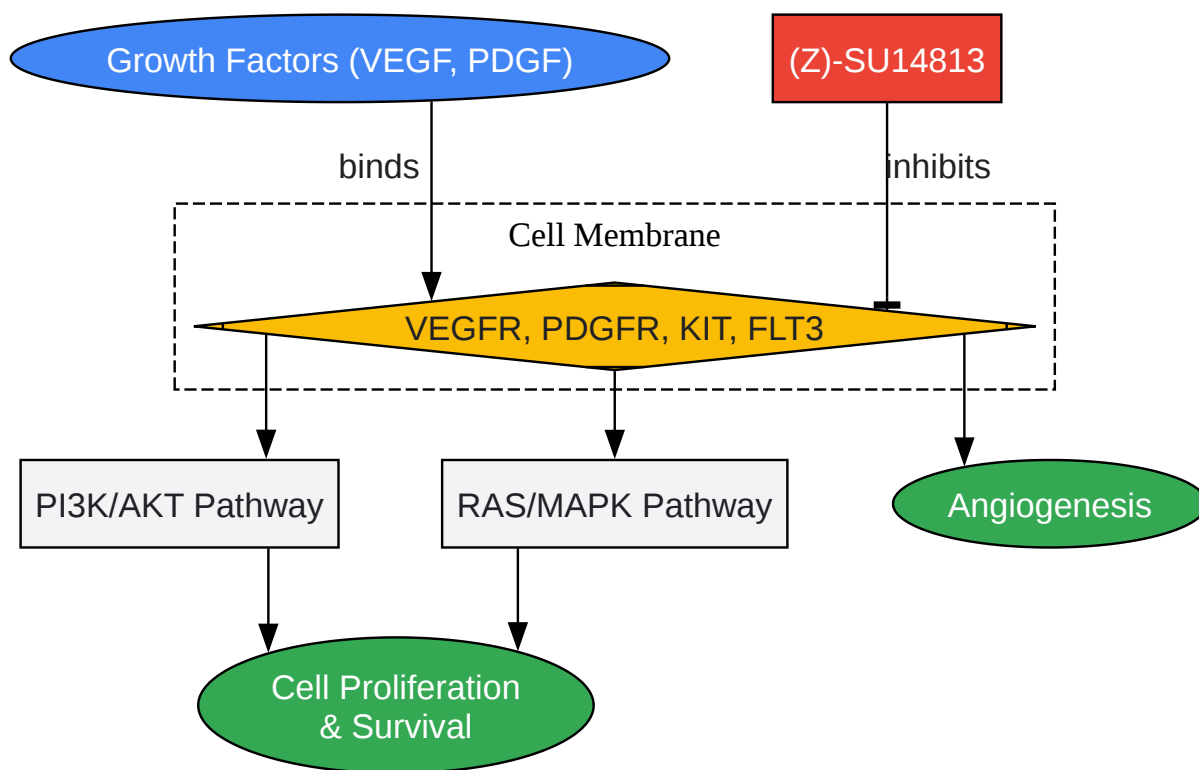 Growth Factors (VEGF, PDGF)
(Z)-SU14813
binds
inhibits
Cell Membrane
VEGFR, PDGFR, KIT, FLT3
PI3K/AKT Pathway
RAS/MAPK Pathway
Angiogenesis
Cell Proliferation
& Survival